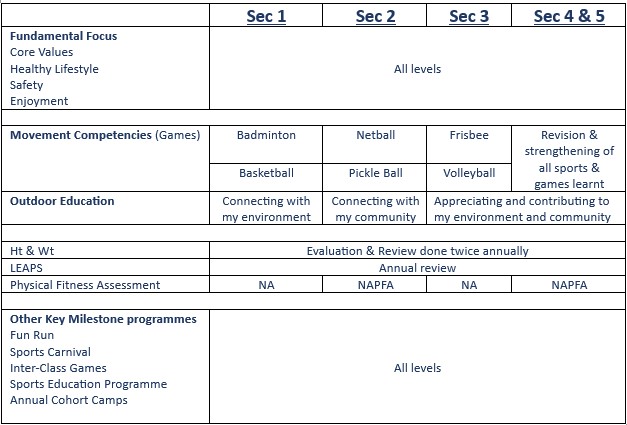 Sec 1 Sec 2 Sec 3 Sec 4 & 5
Fundamental Focus
Core Values
Healthy Lifestyle
Safety
Enjoyment
All levels
Movement Competencies (Games)
Badminton
Netball
Frisbee
Revision &
strengthening of
all sports &
games learnt
Basketball
Pickle Ball
Volleyball
Outdoor Education
Connecting with
my environment
Connecting with
my community
Appreciating and contributing to
my environment and community
Ht & Wt
Evaluation & Review done twice annually
LEAPS
Annual review
Physical Fitness Assessment
NA
NAPFA
NA
NAPFA
Other Key Milestone programmes
Fun Run
Sports Carnival
Inter-Class Games
Sports Education Programme
Annual Cohort Camps
All levels